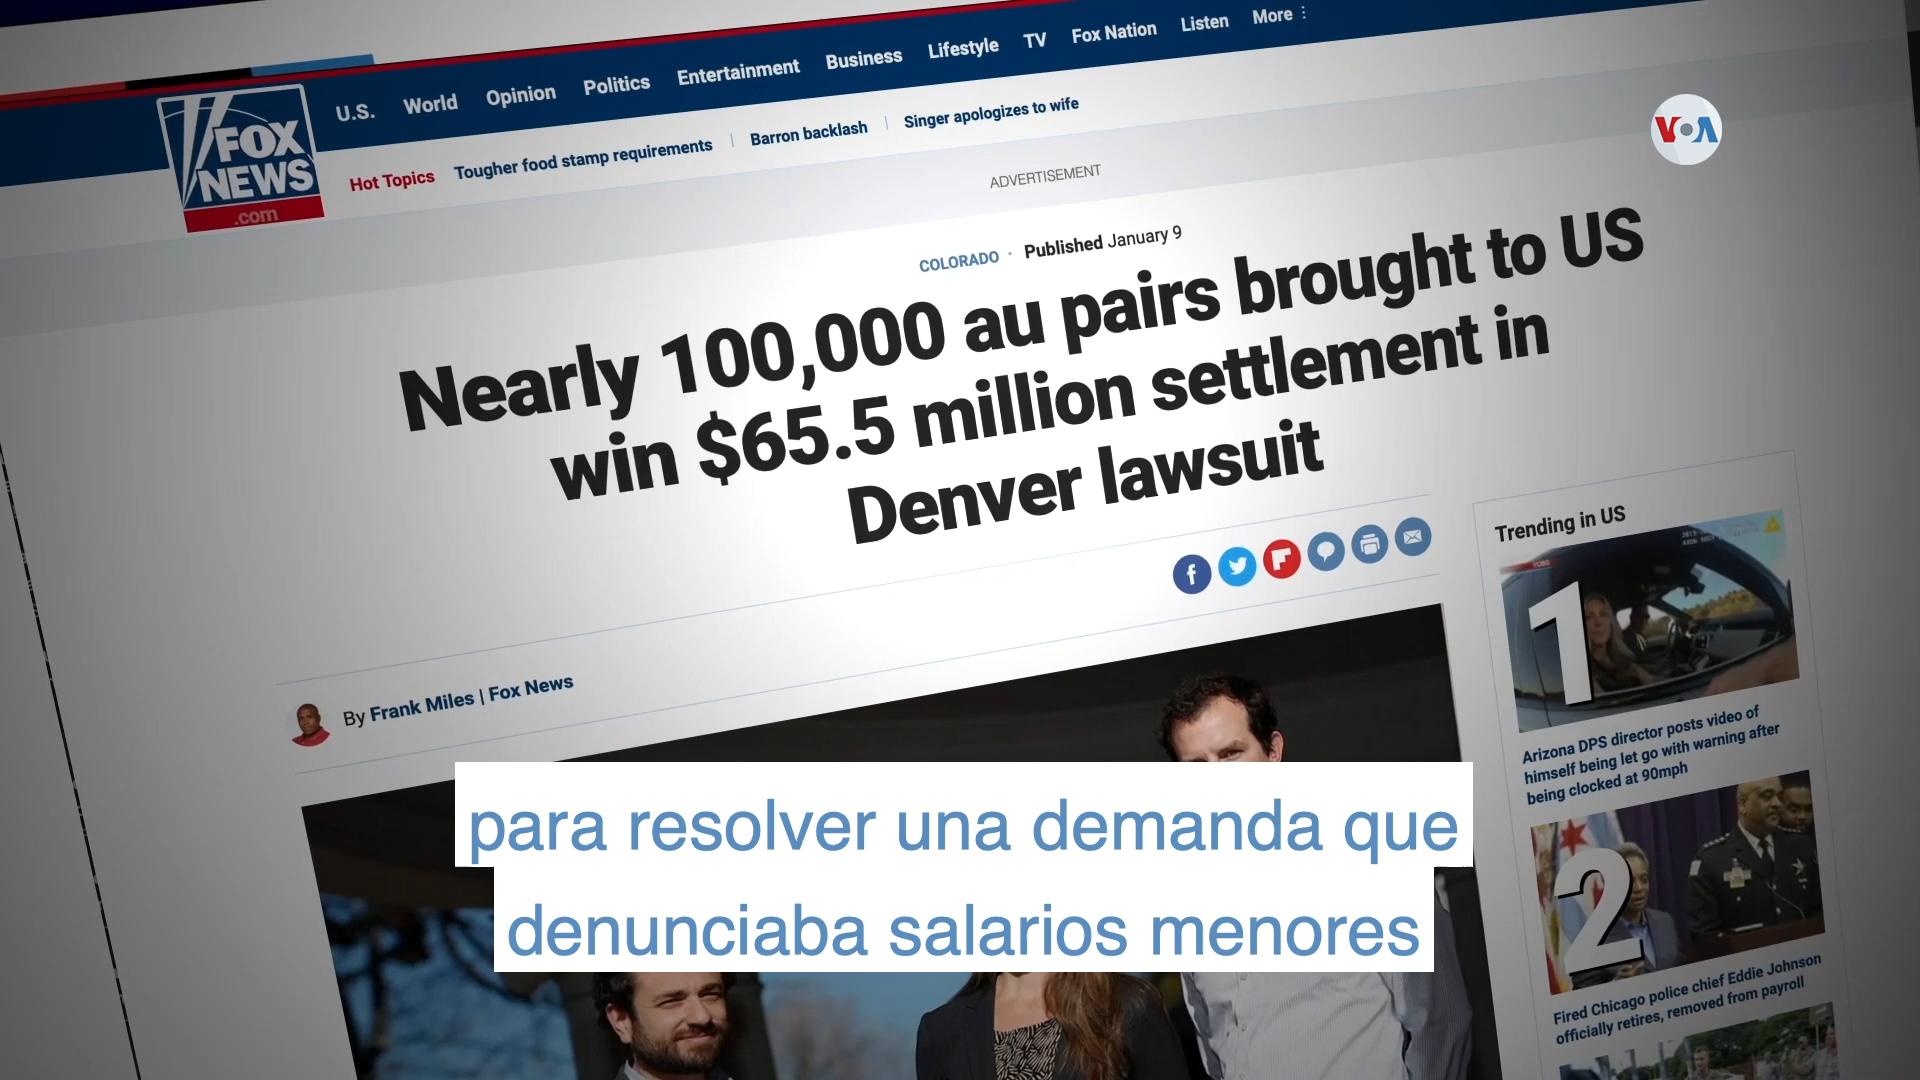 U.S. World Opinion Politics Entertainment Business Lifestyle TV Fox Nation Listen More
FOX
NEWS
.com
Hot Topics Tougher food stamp requirements Barron backlash Singer apologizes to wife
VOA
ADVERTISEMENT
COLORADO · Published January 9
Nearly 100,000 au pairs brought to US
win $65.5 million settlement in
Denver lawsuit
By Frank Miles | Fox News
Trending in US
1
Arizona DPS director posts video of
himself being let go with warning after
being clocked at 90mph
2
Fired Chicago police chief Eddie Johnson
officially retires, removed from payroll
para resolver una demanda que
denunciaba salarios menores